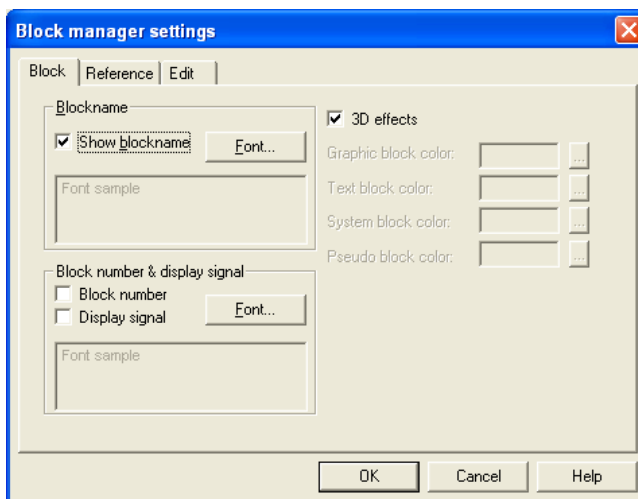 Block manager settings
Block Reference Edit
Blockname
Show blockname Font...
Font sample
3D effects
Graphic block color: ...
Text block color: ...
System block color: ...
Pseudo block color: ...
Block number & display signal
Block number
Display signal
Font...
Font sample
OK Cancel Help